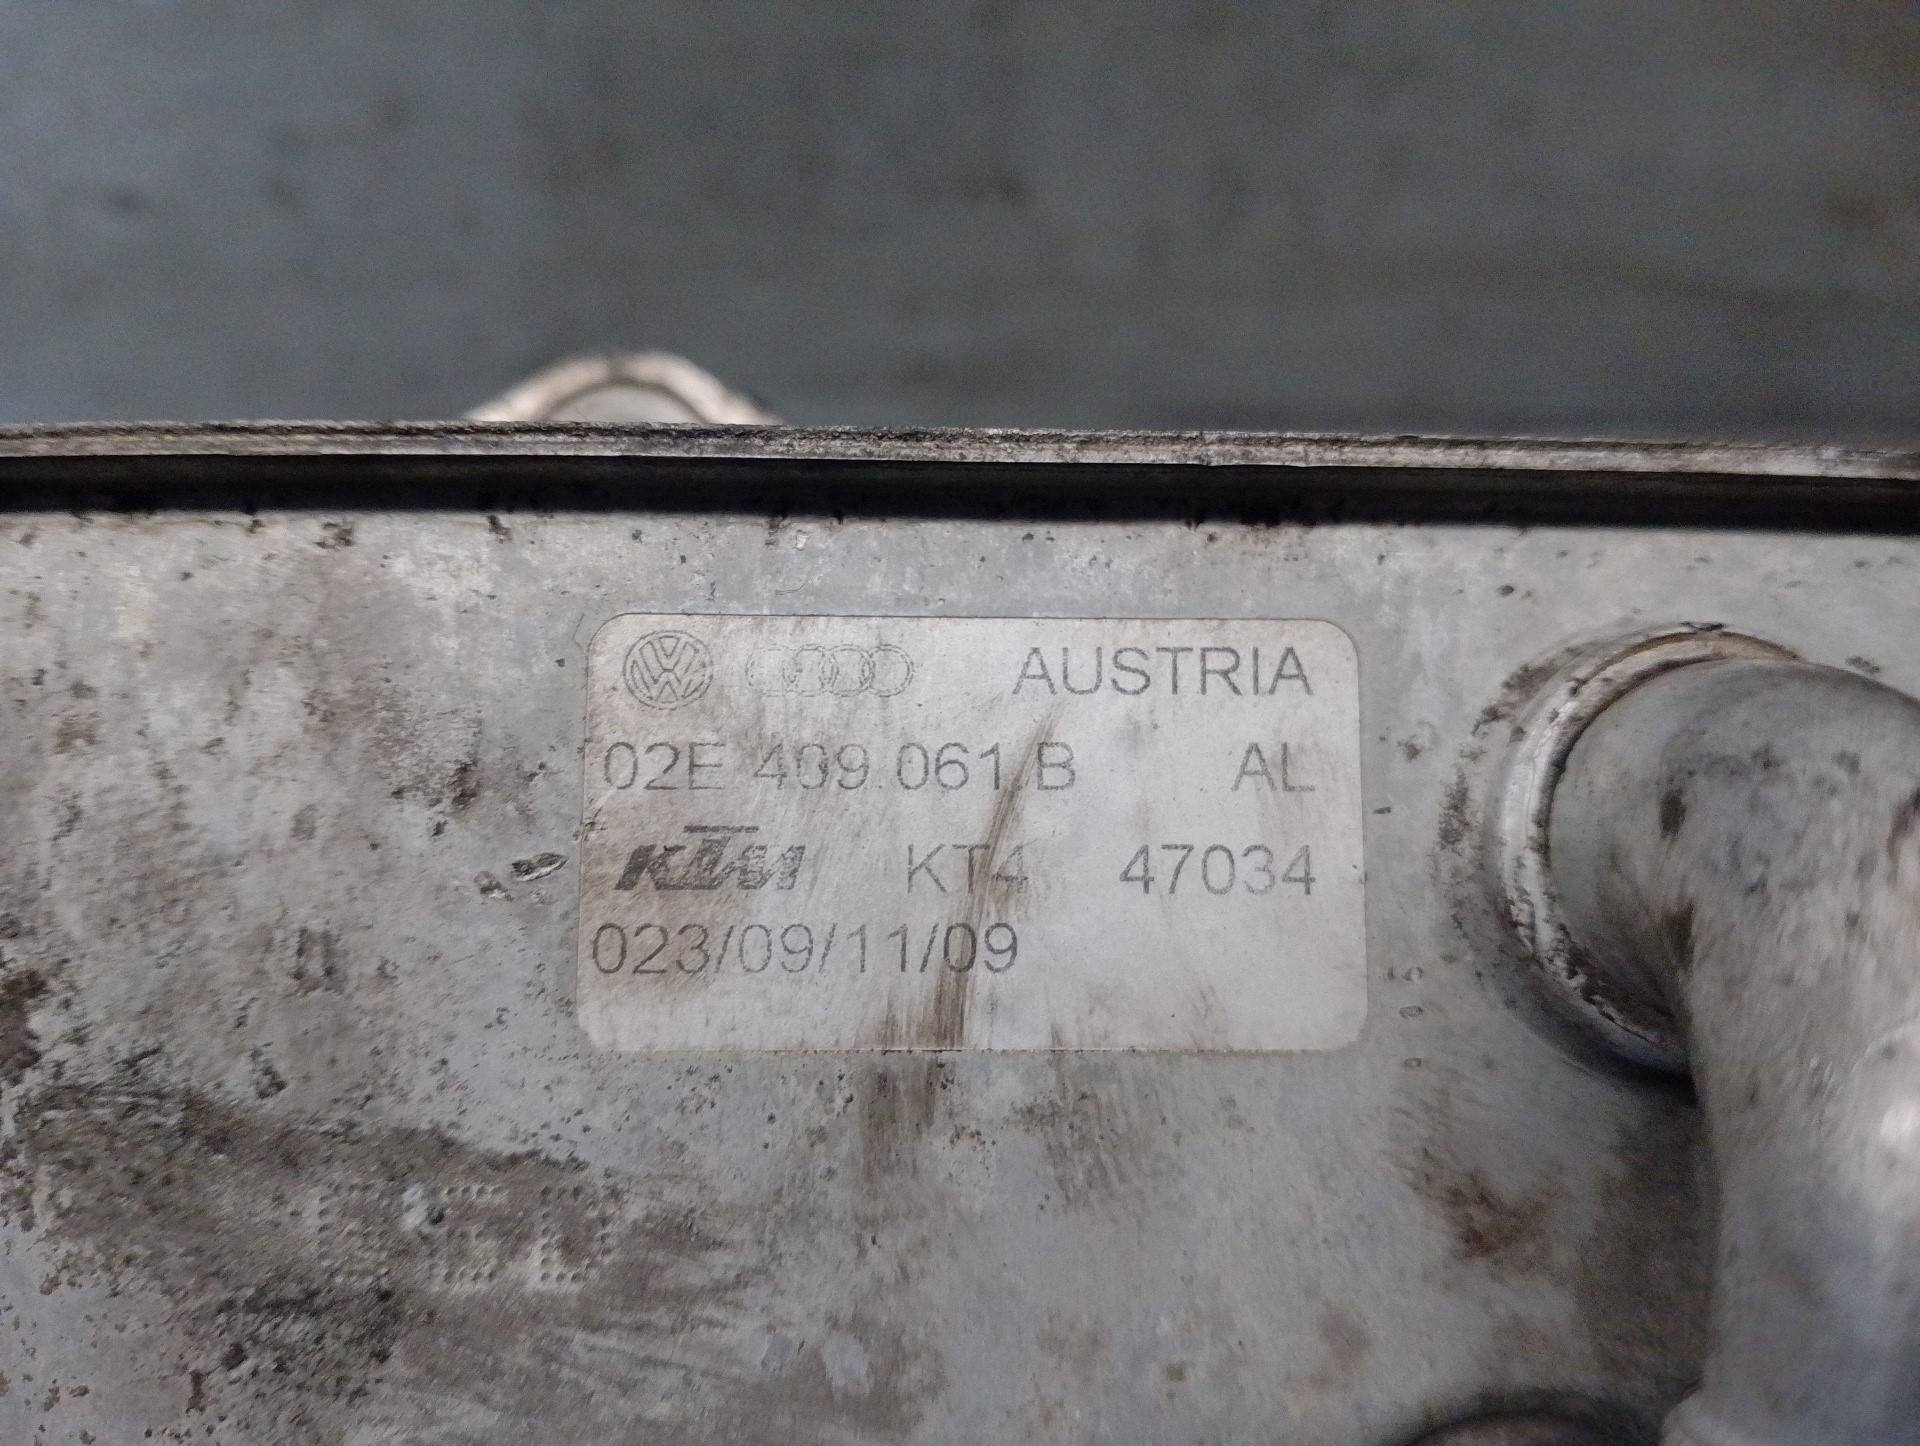 AUSTRIA
02E 409 061 B AL
KTM KT4 47034
023/09/11/09